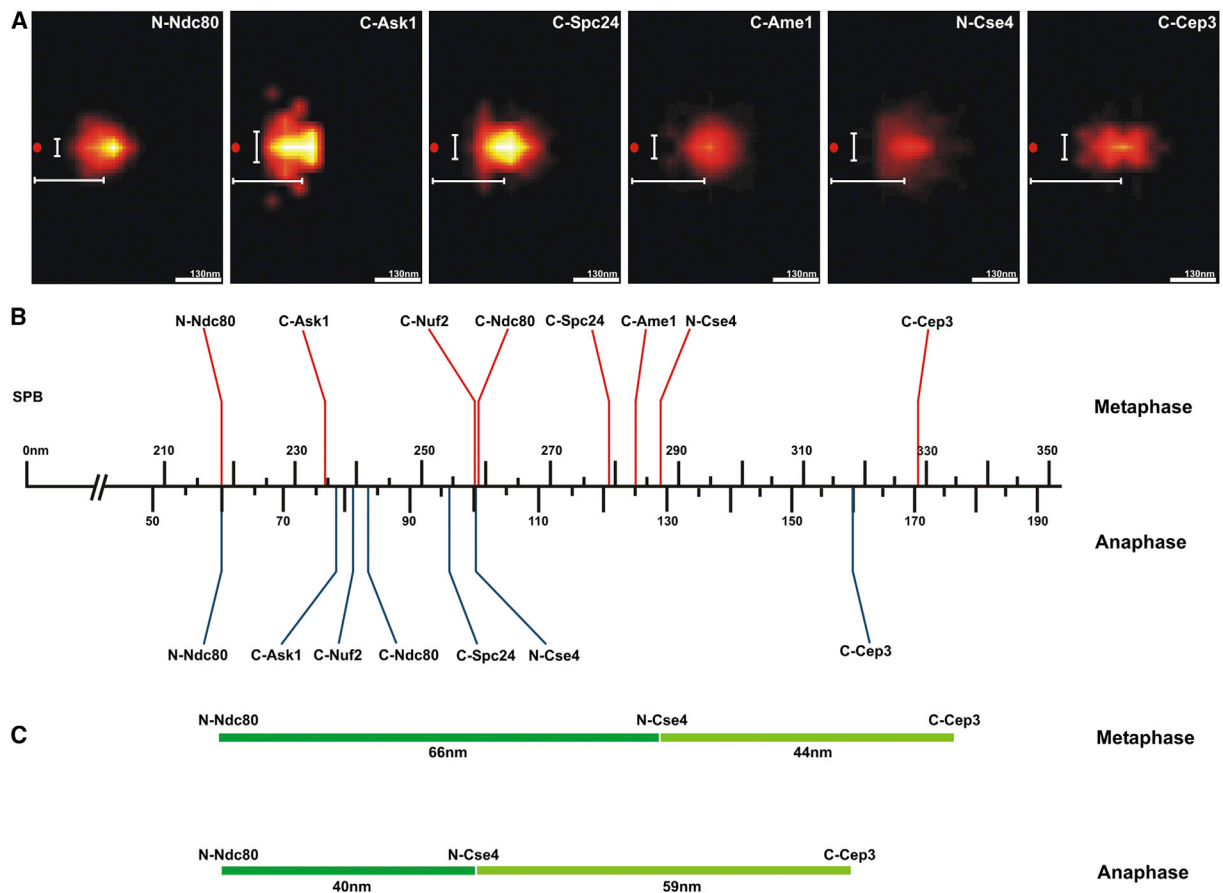 A
N-Ndc80 C-Ask1 C-Spc24 C-Ame1 N-Cse4 C-Cep3
130nm 130nm 130nm 130nm 130nm 130nm
B
N-Ndc80 C-Ask1 C-Nuf2 C-Ndc80 C-Spc24 C-Ame1 N-Cse4 C-Cep3
SPB
Metaphase
0nm 210 230 250 270 290 310 330 350
50 70 90 110 130 150 170 190
Anaphase
N-Ndc80 C-Ask1 C-Nuf2 C-Ndc80 C-Spc24 N-Cse4 C-Cep3
C
N-Ndc80 N-Cse4 C-Cep3
Metaphase
66nm 44nm
N-Ndc80 N-Cse4 C-Cep3
Anaphase
40nm 59nm